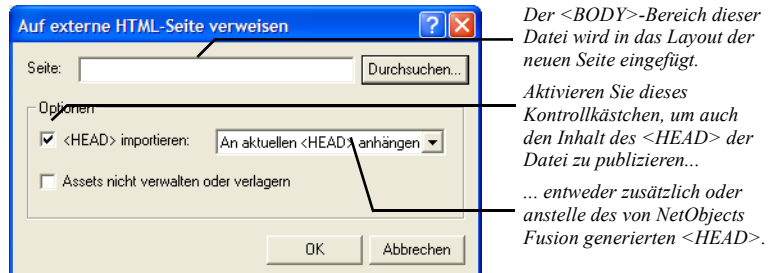 Auf externe HTML-Seite verweisen
Seite:
Durchsuchen...
Optionen
<HEAD> importieren:
An aktuellen <HEAD> anhängen
Assets nicht verwalten oder verlagern
OK
Abbrechen
Der <BODY>-Bereich dieser
Datei wird in das Layout der
neuen Seite eingefügt.
Aktivieren Sie dieses
Kontrollkästchen, um auch
den Inhalt des <HEAD> der
Datei zu publizieren...
... entweder zusätzlich oder
anstelle des von NetObjects
Fusion generierten <HEAD>.